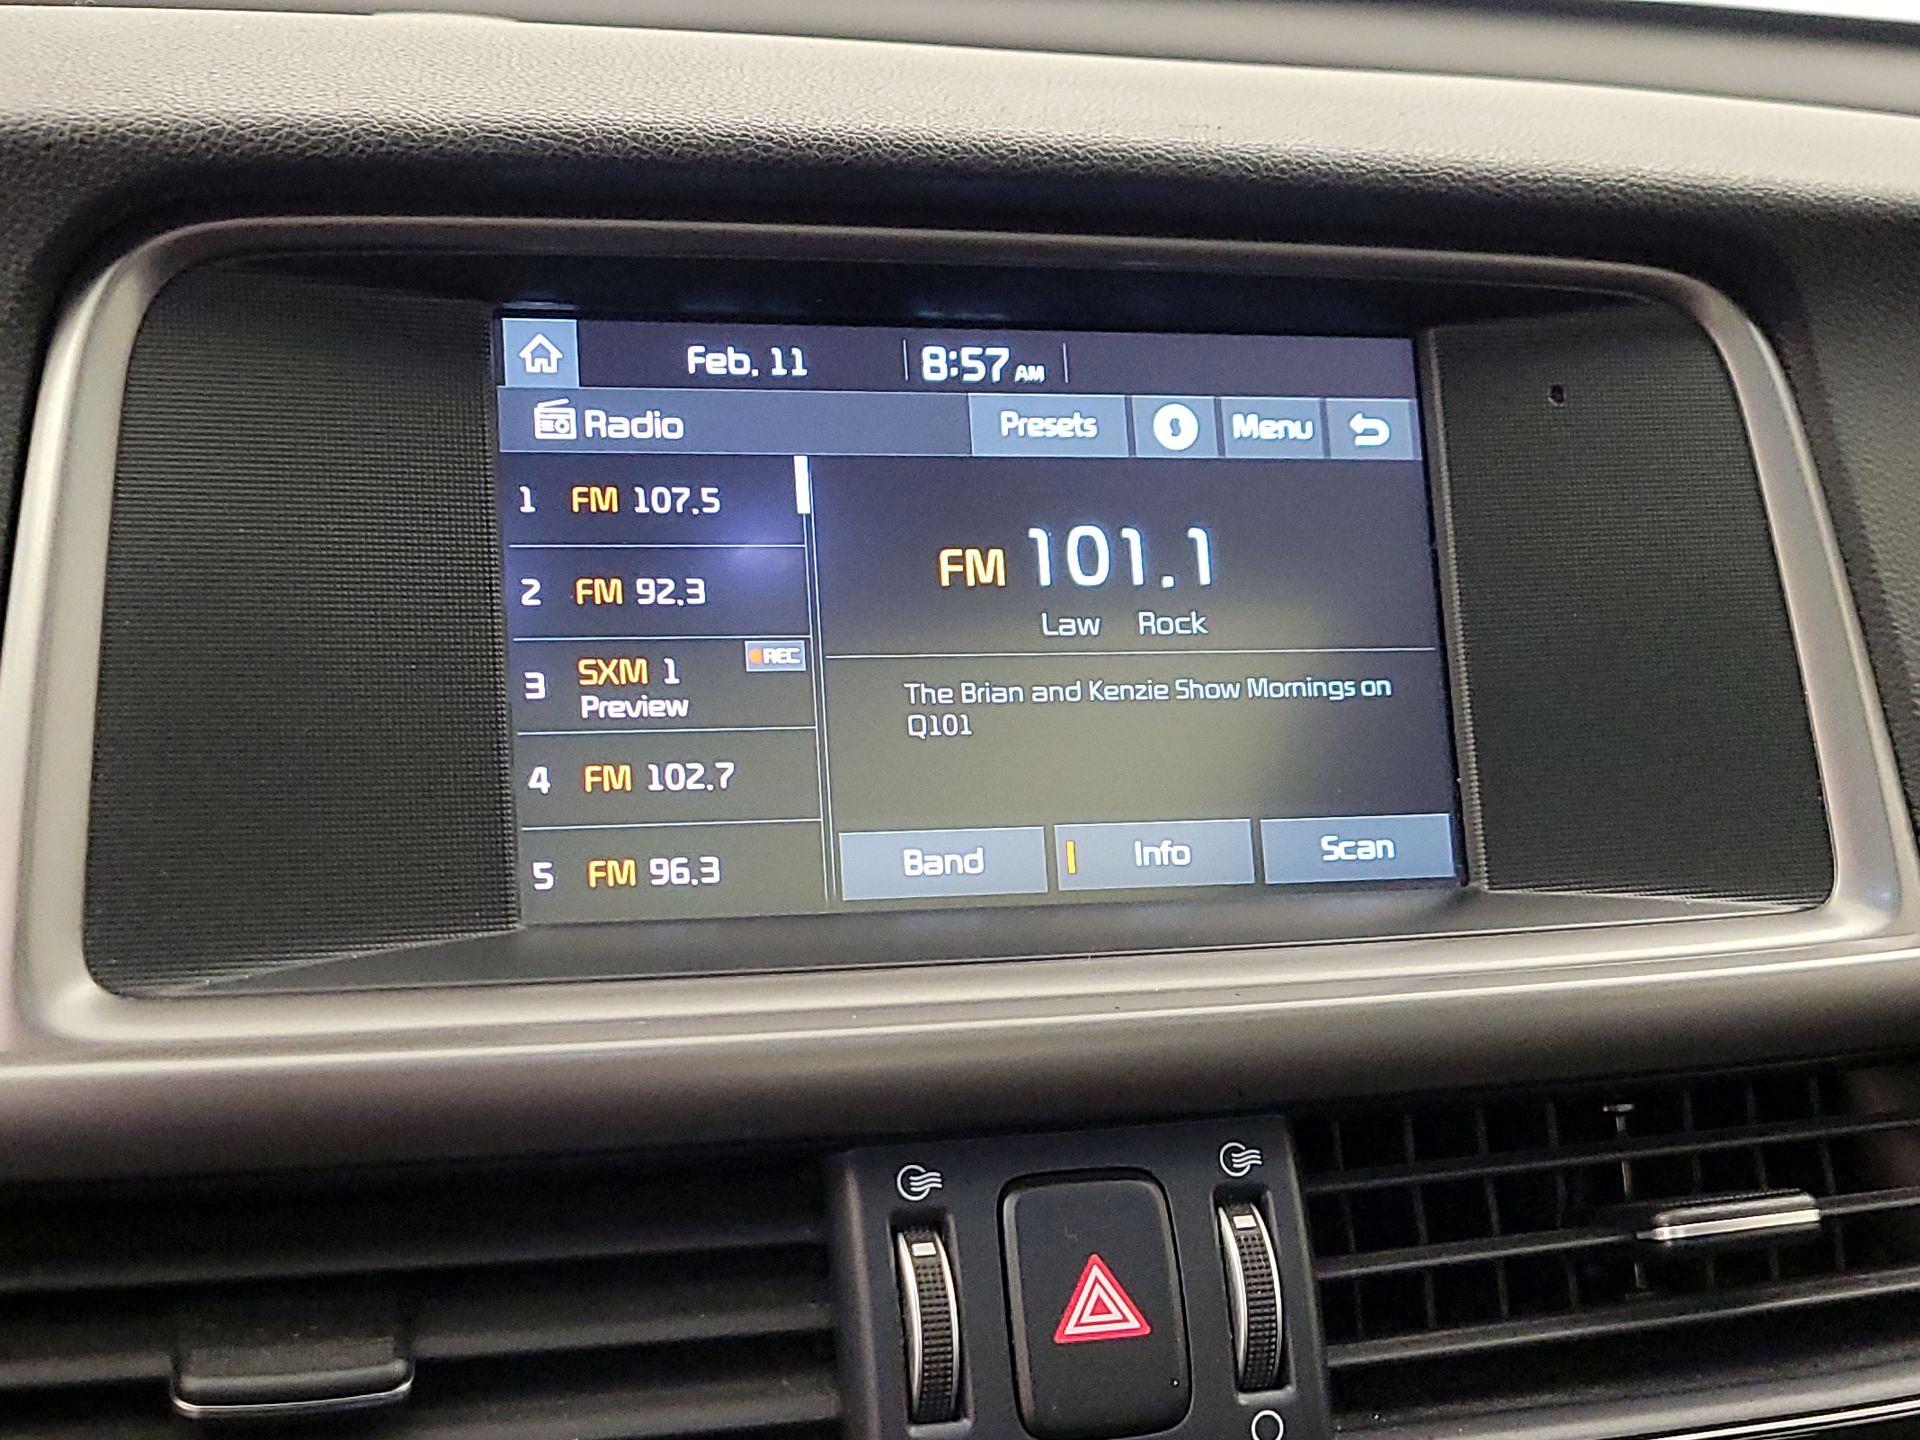 Feb. 11 8:57 AM
Radio Presets Menu
1 FM 107.5
2 FM 92.3
3 SXM 1 REC
Preview
4 FM 102.7
5 FM 96.3
FM 101.1
Law Rock
The Brian and Kenzie Show Mornings on
Q101
Band Info Scan